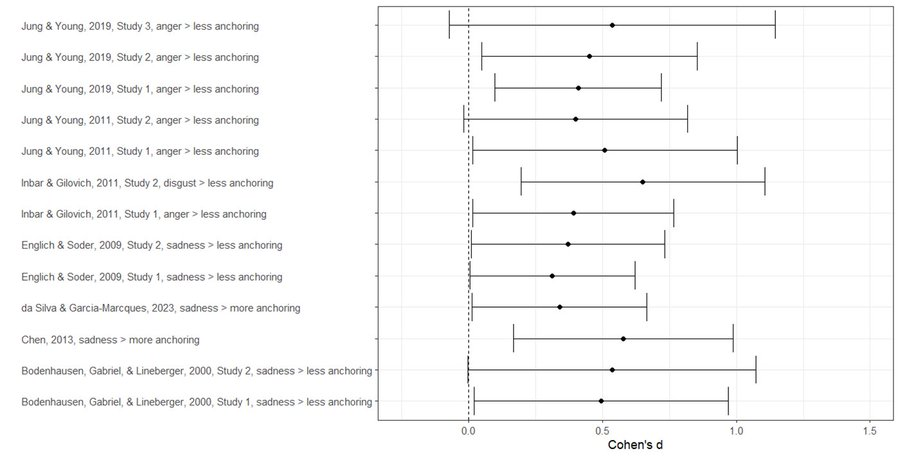 Jung & Young, 2019, Study 3, anger > less anchoring
Jung & Young, 2019, Study 2, anger > less anchoring
Jung & Young, 2019, Study 1, anger > less anchoring
Jung & Young, 2011, Study 2, anger > less anchoring
Jung & Young, 2011, Study 1, anger > less anchoring
Inbar & Gilovich, 2011, Study 2, disgust > less anchoring
Inbar & Gilovich, 2011, Study 1, anger > less anchoring
Englich & Soder, 2009, Study 2, sadness > less anchoring
Englich & Soder, 2009, Study 1, sadness > less anchoring
da Silva & Garcia-Marcques, 2023, sadness > more anchoring
Chen, 2013, sadness > more anchoring
Bodenhausen, Gabriel, & Lineberger, 2000, Study 2, sadness > less anchoring
Bodenhausen, Gabriel, & Lineberger, 2000, Study 1, sadness > less anchoring
0.0 0.5 1.0 1.5
Cohen's d